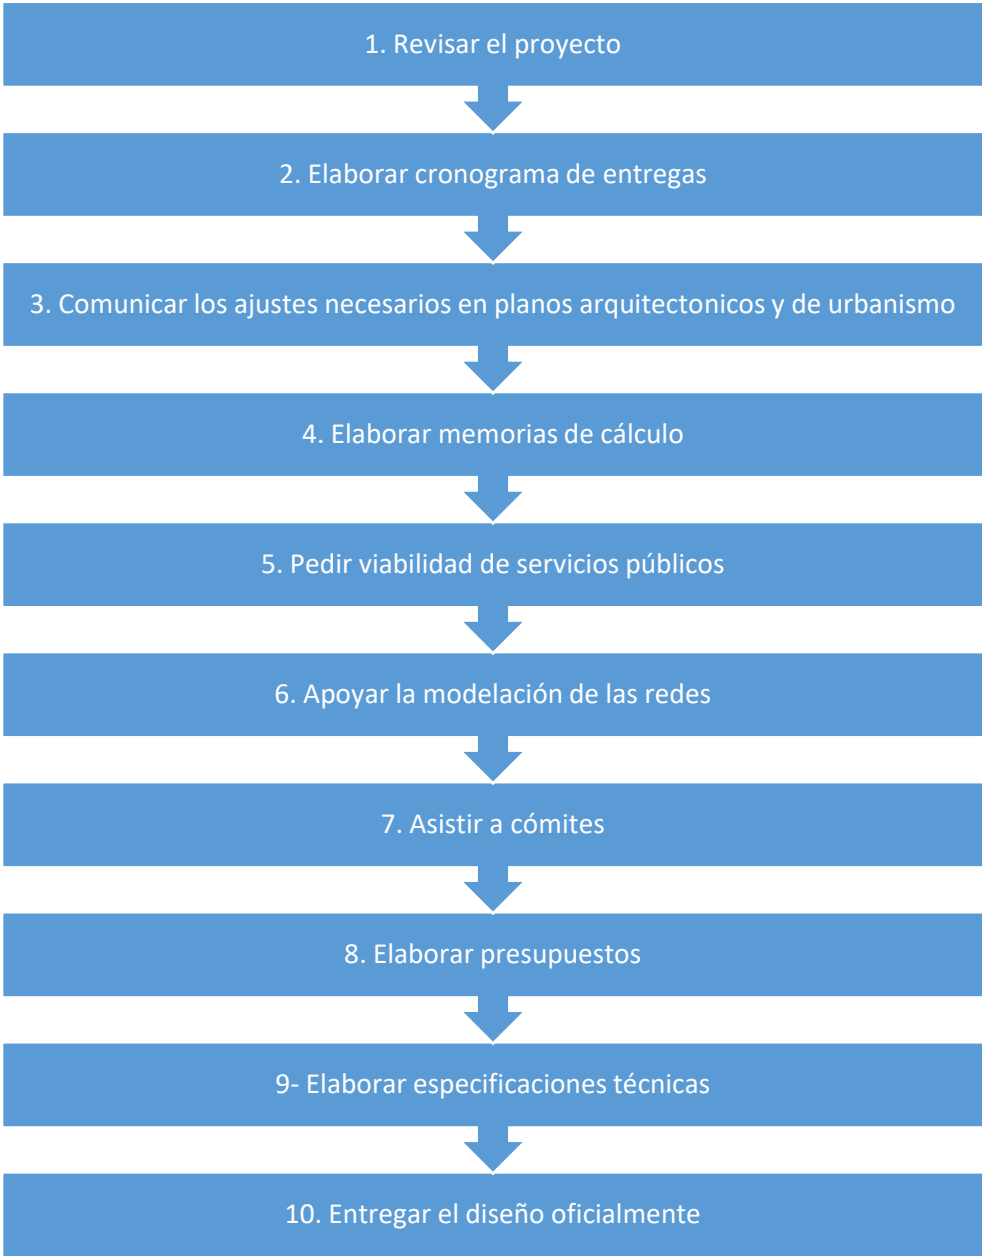 1. Revisar el proyecto
2. Elaborar cronograma de entregas
3. Comunicar los ajustes necesarios en planos arquitectonicos y de urbanismo
4. Elaborar memorias de cálculo
5. Pedir viabilidad de servicios públicos
6. Apoyar la modelación de las redes
7. Asistir a cómites
8. Elaborar presupuestos
9- Elaborar especificaciones técnicas
10. Entregar el diseño oficialmente